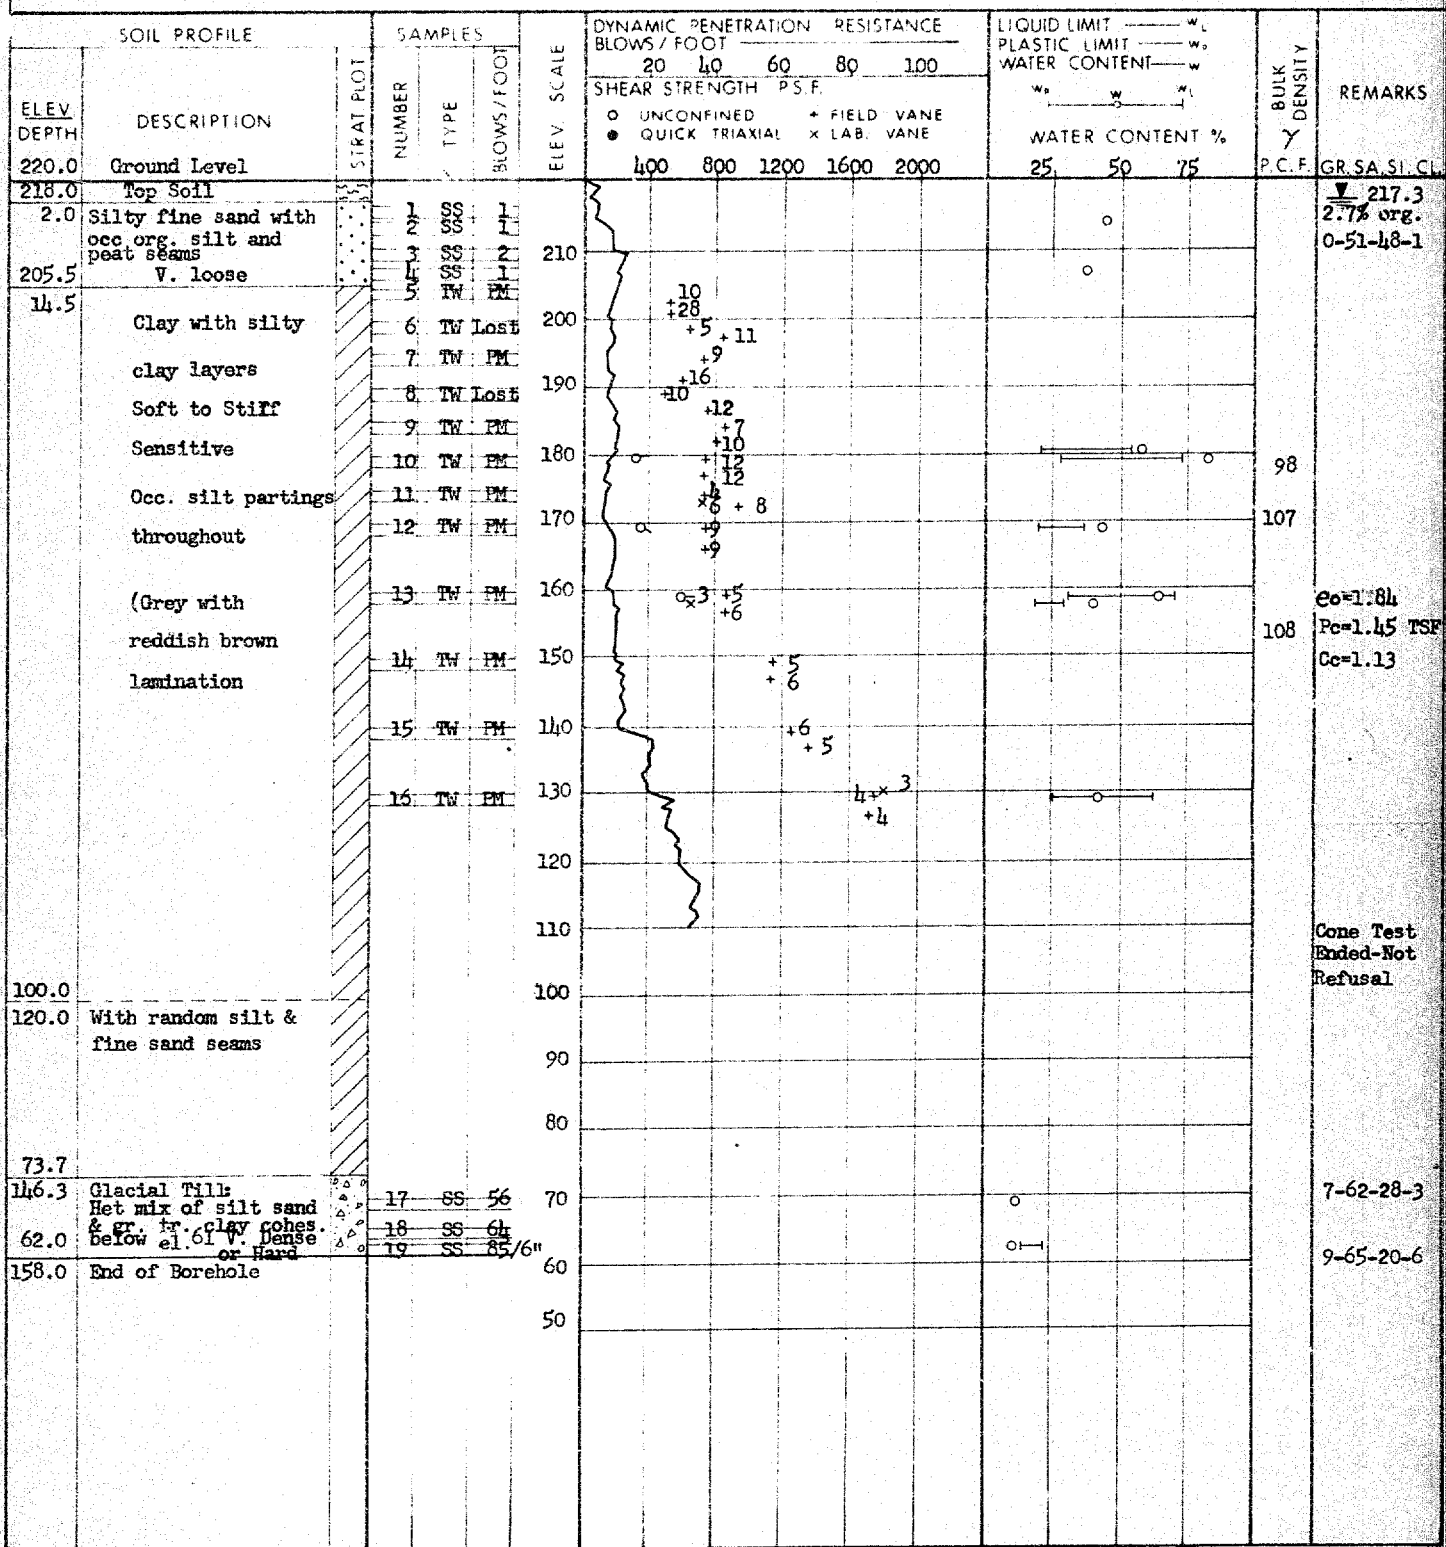 SOIL PROFILE
SAMPLES
ELEV. SCALE
DYNAMIC PENETRATION RESISTANCE
BLOWS / FOOT
20 40 60 80 100
SHEAR STRENGTH P.S.F.
o UNCONFINED + FIELD VANE
● QUICK TRIAXIAL × LAB. VANE
400 800 1200 1600 2000
LIQUID LIMIT W L
PLASTIC LIMIT W P
WATER CONTENT W
W P W W L
WATER CONTENT %
25 50 75
BULK DENSITY
γ
P.C.F.
REMARKS
GR. SA. SI. CL.
ELEV
DEPTH
DESCRIPTION
STRAT PLOT
NUMBER
TYPE
BLOWS / FOOT
220.0 Ground Level
218.0 Top Soil
2.0 Silty fine sand with
occ org. silt and
peat seams
205.5 V. loose
14.5
Clay with silty
clay layers
Soft to Stiff
Sensitive
Occ. silt partings
throughout
(Grey with
reddish brown
lamination
100.0
120.0 With random silt &
fine sand seams
73.7
146.3 Glacial Till:
Het mix of silt sand
& gr. tr. clay cohes.
below el. 61 V. Dense
62.0 or Hard
158.0 End of Borehole
1 SS 1
2 SS 1
3 SS 2
4 SS 1
5 TW PM
6 TW Lost
7 TW PM
8 TW Lost
9 TW PM
10 TW PM
11 TW PM
12 TW PM
13 TW PM
14 TW PM
15 TW PM
15 TW PM
17 SS 56
18 SS 64
19 SS 85/6"
210
200
190
180
170
160
150
140
130
120
110
100
90
80
70
60
50
10
28
5
11
9
16
10
12
7
10
12
12
4
6 8
9
9
3 5
6
5
6
6
5
3
4
4
98
107
108
217.3
2.7% org.
0-51-48-1
eo=1.84
Pc=1.45 TSF
Cc=1.13
Cone Test
Ended-Not
Refusal
7-62-28-3
9-65-20-6